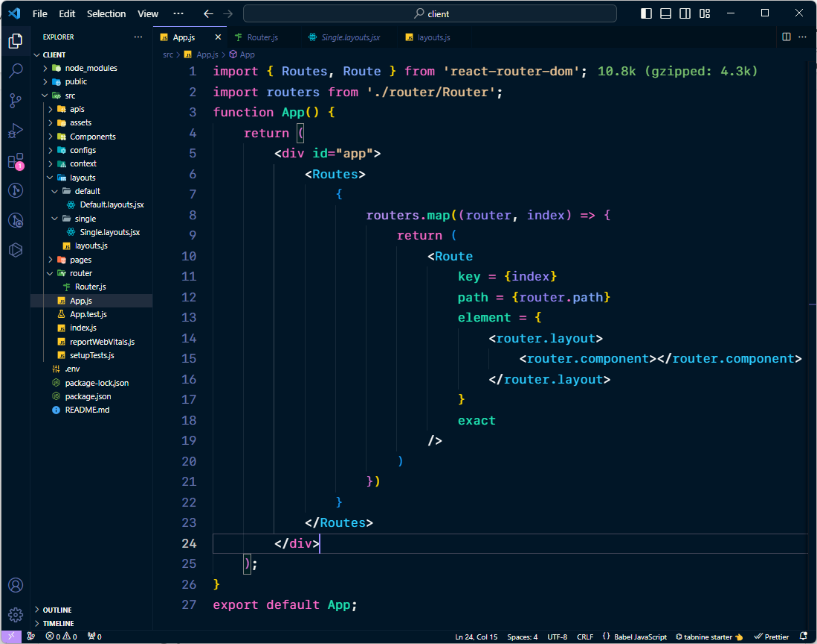 File Edit Selection View ··· client
EXPLORER ···
CLIENT
node_modules
public
src
apis
assets
Components
configs
context
layouts
default
Default.layouts.jsx
single
Single.layouts.jsx
layouts.js
pages
router
Router.js
App.js
App.test.js
index.js
reportWebVitals.js
setupTests.js
.env
package-lock.json
package.json
README.md
OUTLINE
TIMELINE
App.js Router.js Single.layouts.jsx layouts.js
src > App.js > App
1 import { Routes, Route } from 'react-router-dom'; 10.8k (gzipped: 4.3k)
2 import routers from './router/Router';
3 function App() {
4 return (
5 <div id="app">
6 <Routes>
7 {
8 routers.map((router, index) => {
9 return (
10 <Route
11 key = {index}
12 path = {router.path}
13 element = {
14 <router.layout>
15 <router.component></router.component>
16 </router.layout>
17 }
18 exact
19 />
20 )
21 })
22 }
23 </Routes>
24 </div>
25 );
26 }
27 export default App;
1
0 0 0 Ln 24, Col 15 Spaces: 4 UTF-8 CRLF {} Babel JavaScript tabnine starter Prettier